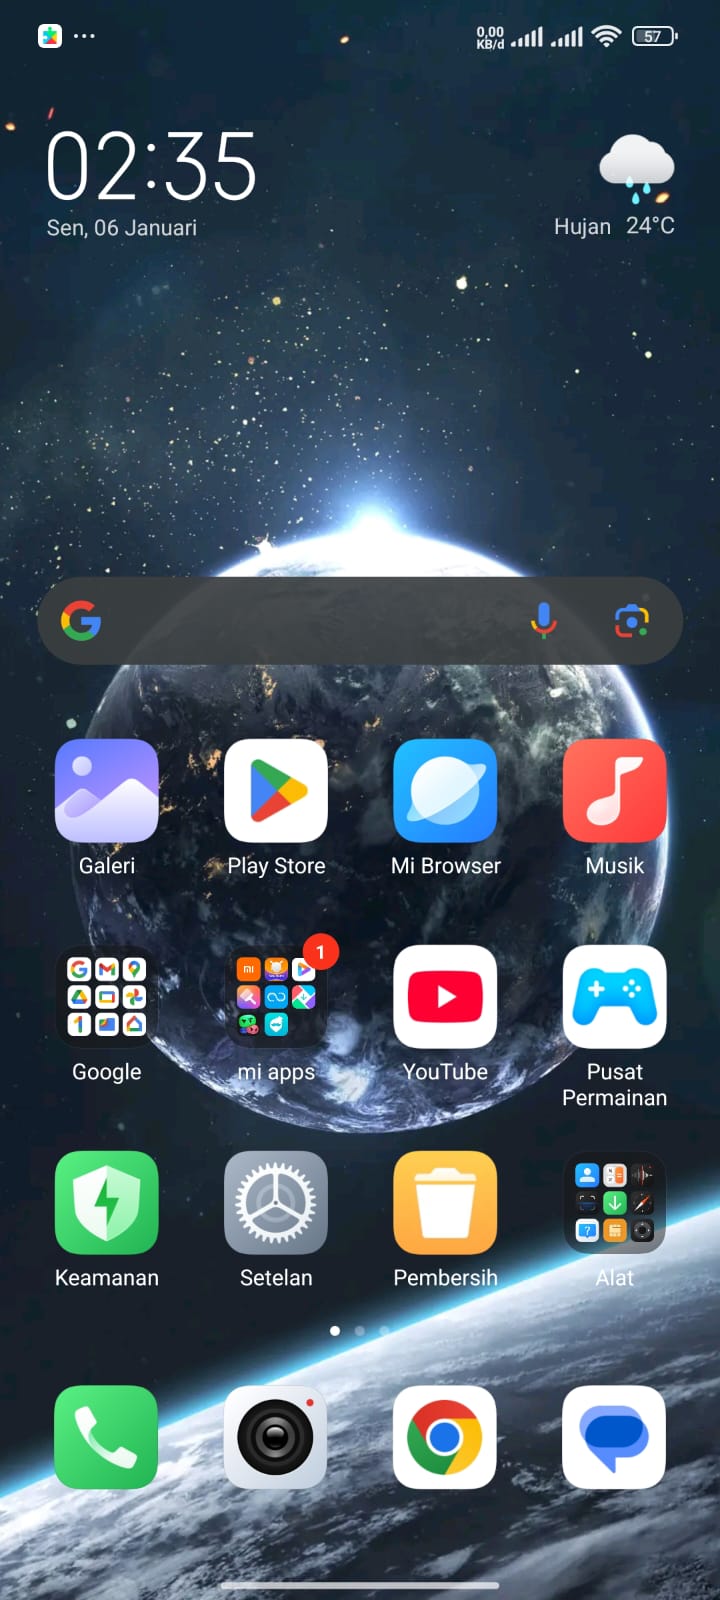 0,00
KB/d
57
02:35
Sen, 06 Januari
Hujan 24°C
Galeri
Play Store
Mi Browser
Musik
1
Google
mi apps
YouTube
Pusat
Permainan
Keamanan
Setelan
Pembersih
Alat